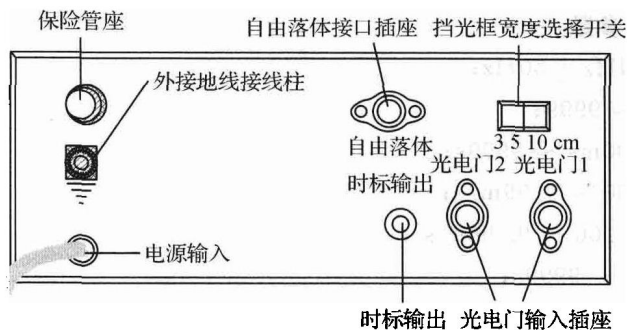 保险管座
自由落体接口插座
挡光框宽度选择开关
外接地线接线柱
自由落体
3 5 10 cm
光电门2 光电门1
时标输出
电源输入
时标输出 光电门输入插座